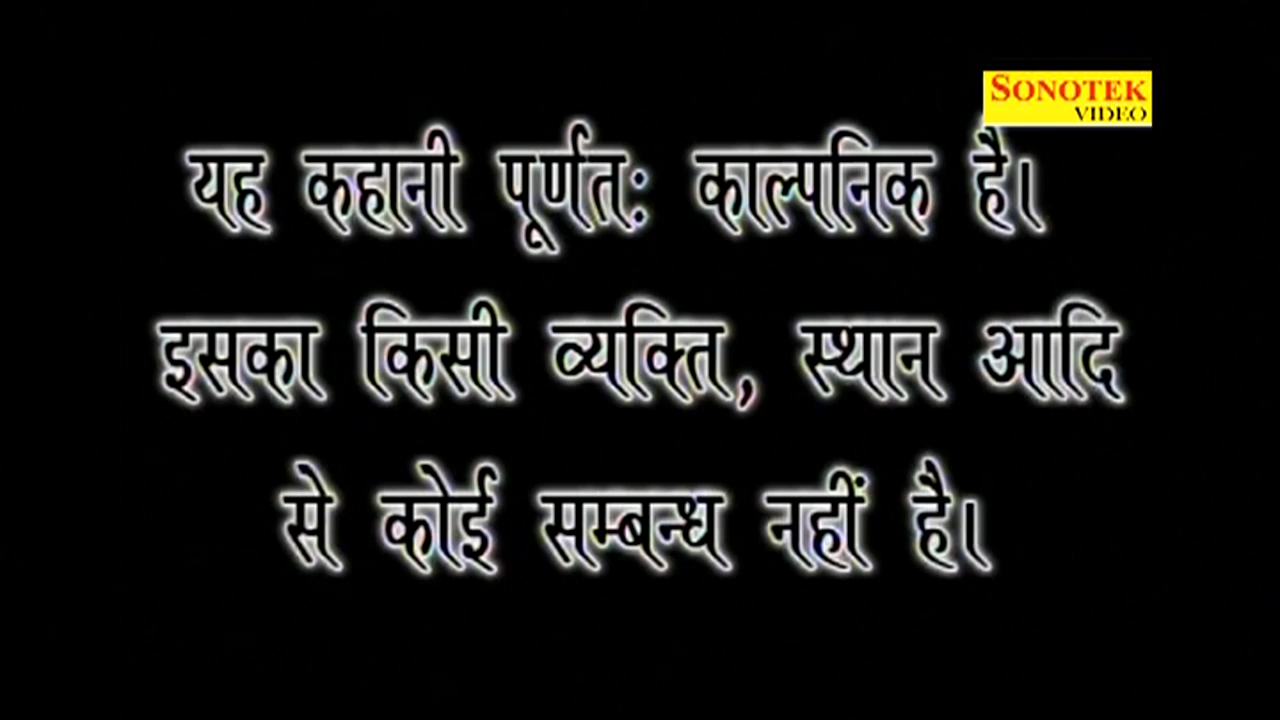 SONOTEK
VIDEO
यह कहानी पूर्णतः काल्पनिक है।
इसका किसी व्यक्ति, स्थान आदि
से कोई सम्बन्ध नहीं है।